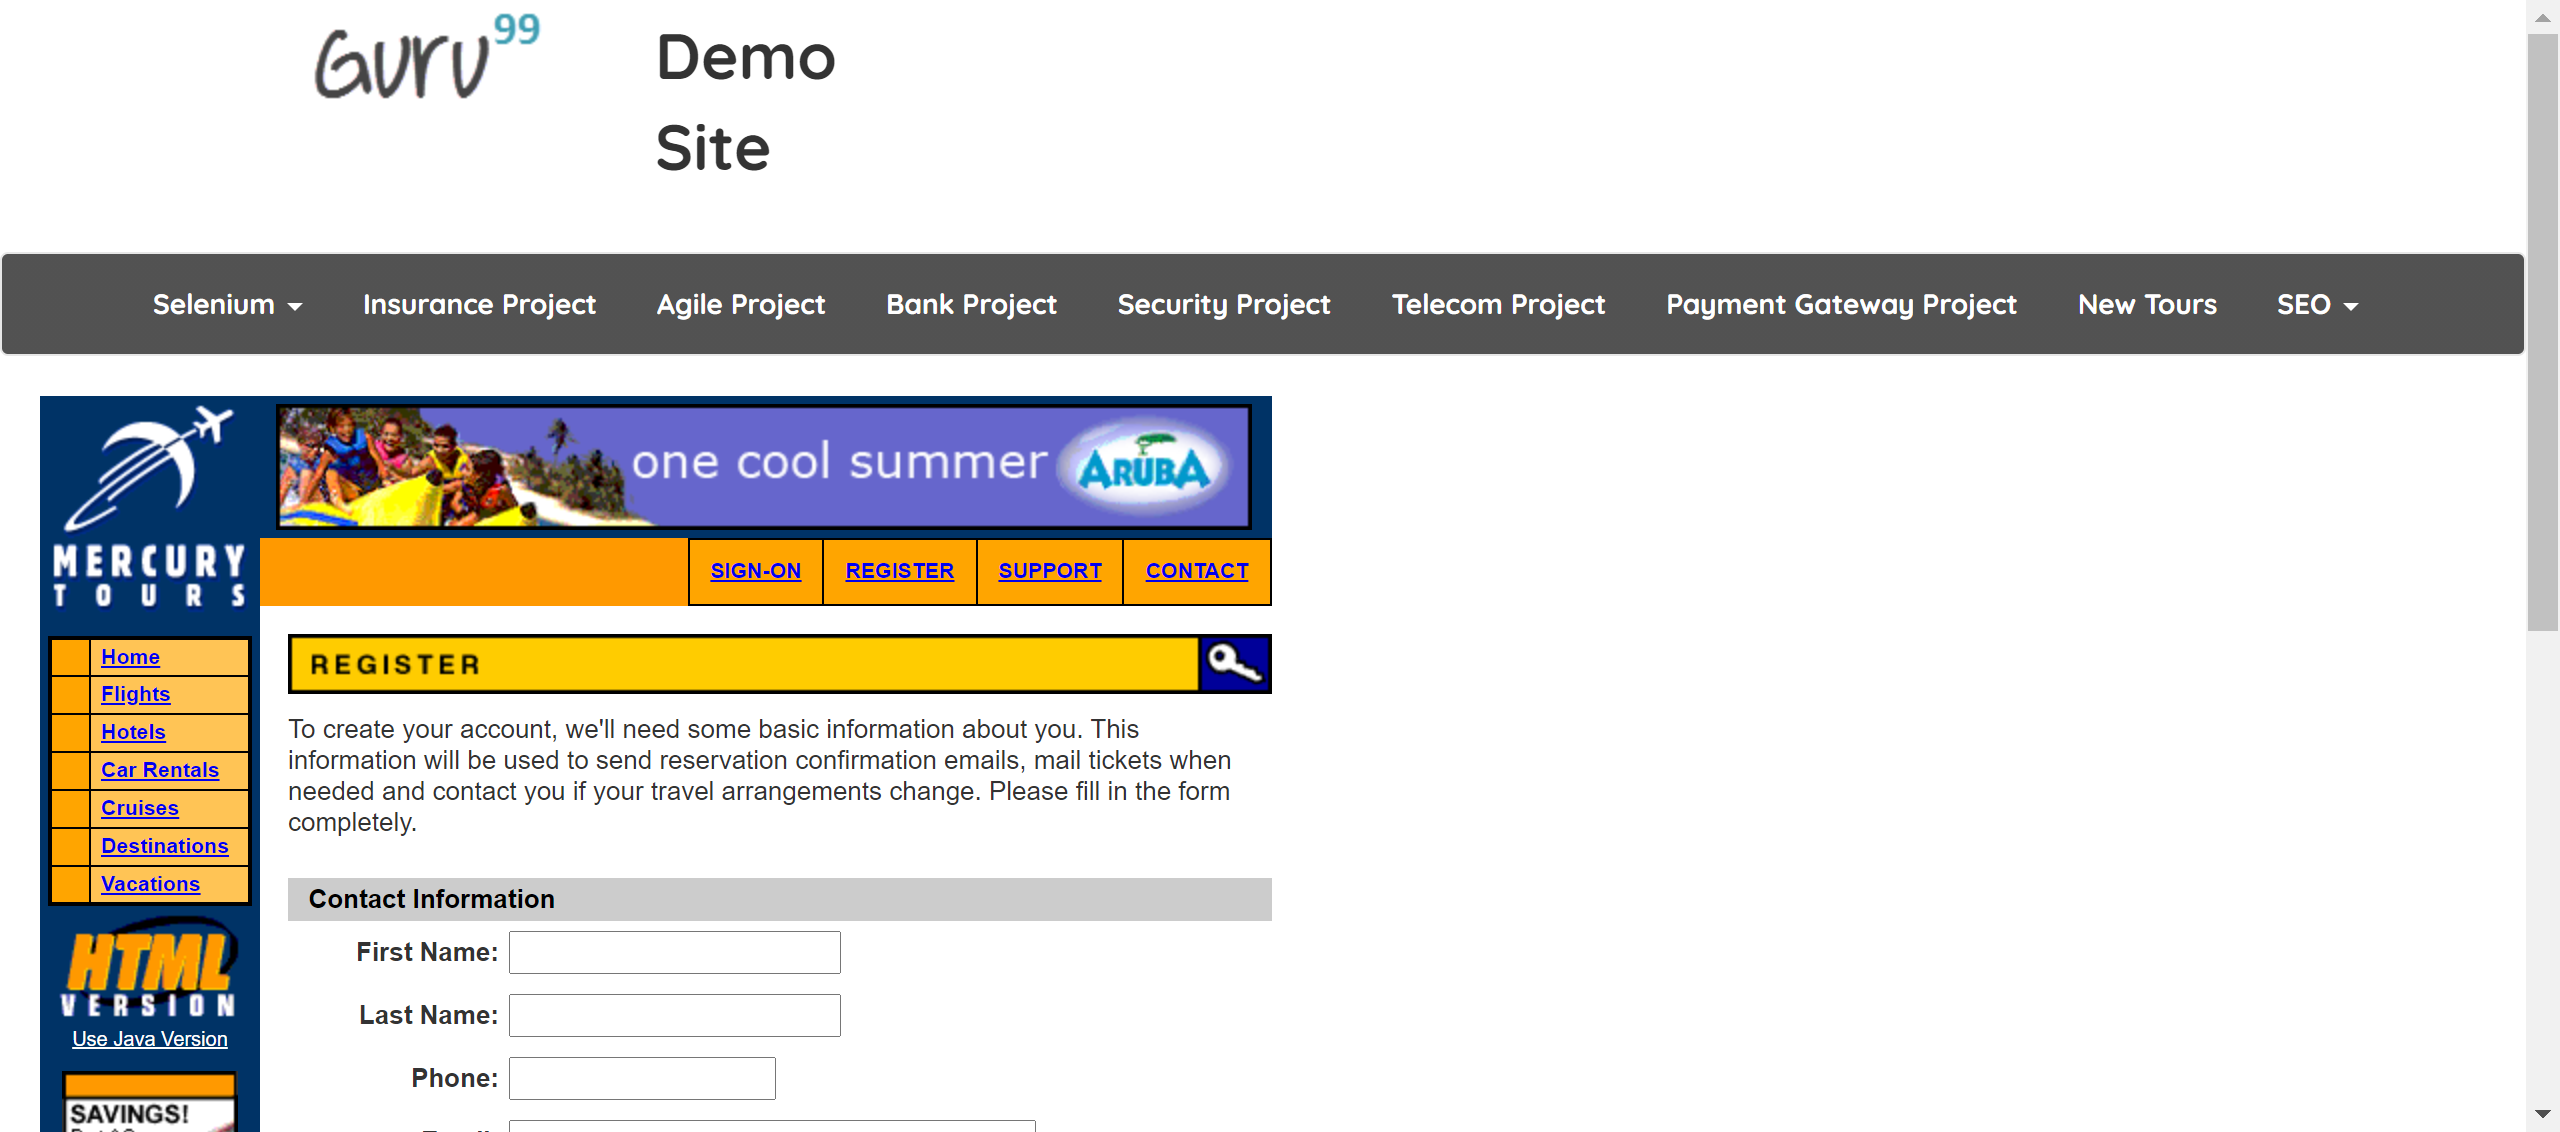 Guru99
Demo
Site
Selenium Insurance Project Agile Project Bank Project Security Project Telecom Project Payment Gateway Project New Tours SEO
one cool summer ARUBA
MERCURY
TOURS
SIGN-ON REGISTER SUPPORT CONTACT
Home
Flights
Hotels
Car Rentals
Cruises
Destinations
Vacations
HTML
VERSION
Use Java Version
SAVINGS!
REGISTER
To create your account, we'll need some basic information about you. This
information will be used to send reservation confirmation emails, mail tickets when
needed and contact you if your travel arrangements change. Please fill in the form
completely.
Contact Information
First Name:
Last Name:
Phone: